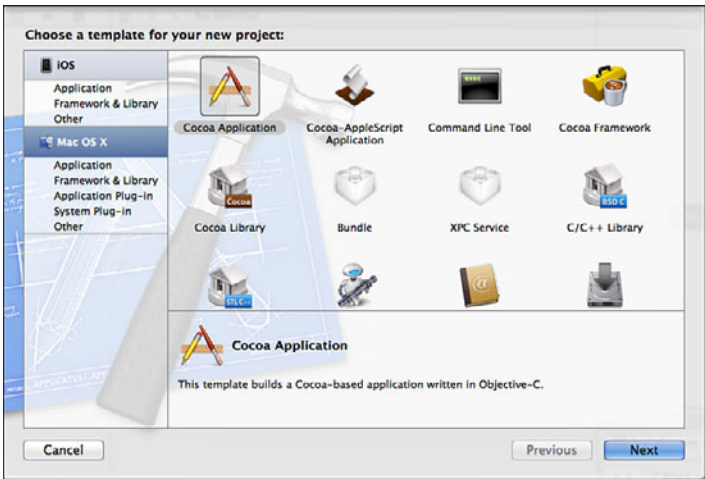 Choose a template for your new project:
iOS
Application
Framework & Library
Other
Mac OS X
Application
Framework & Library
Application Plug-in
System Plug-in
Other
Cocoa Application
Cocoa-AppleScript
Application
Command Line Tool
Cocoa Framework
Cocoa Library
Bundle
XPC Service
C/C++ Library
EXEC
Cocoa
BSD C
STL C++
@
Cocoa Application
This template builds a Cocoa-based application written in Objective-C.
Cancel
Previous
Next